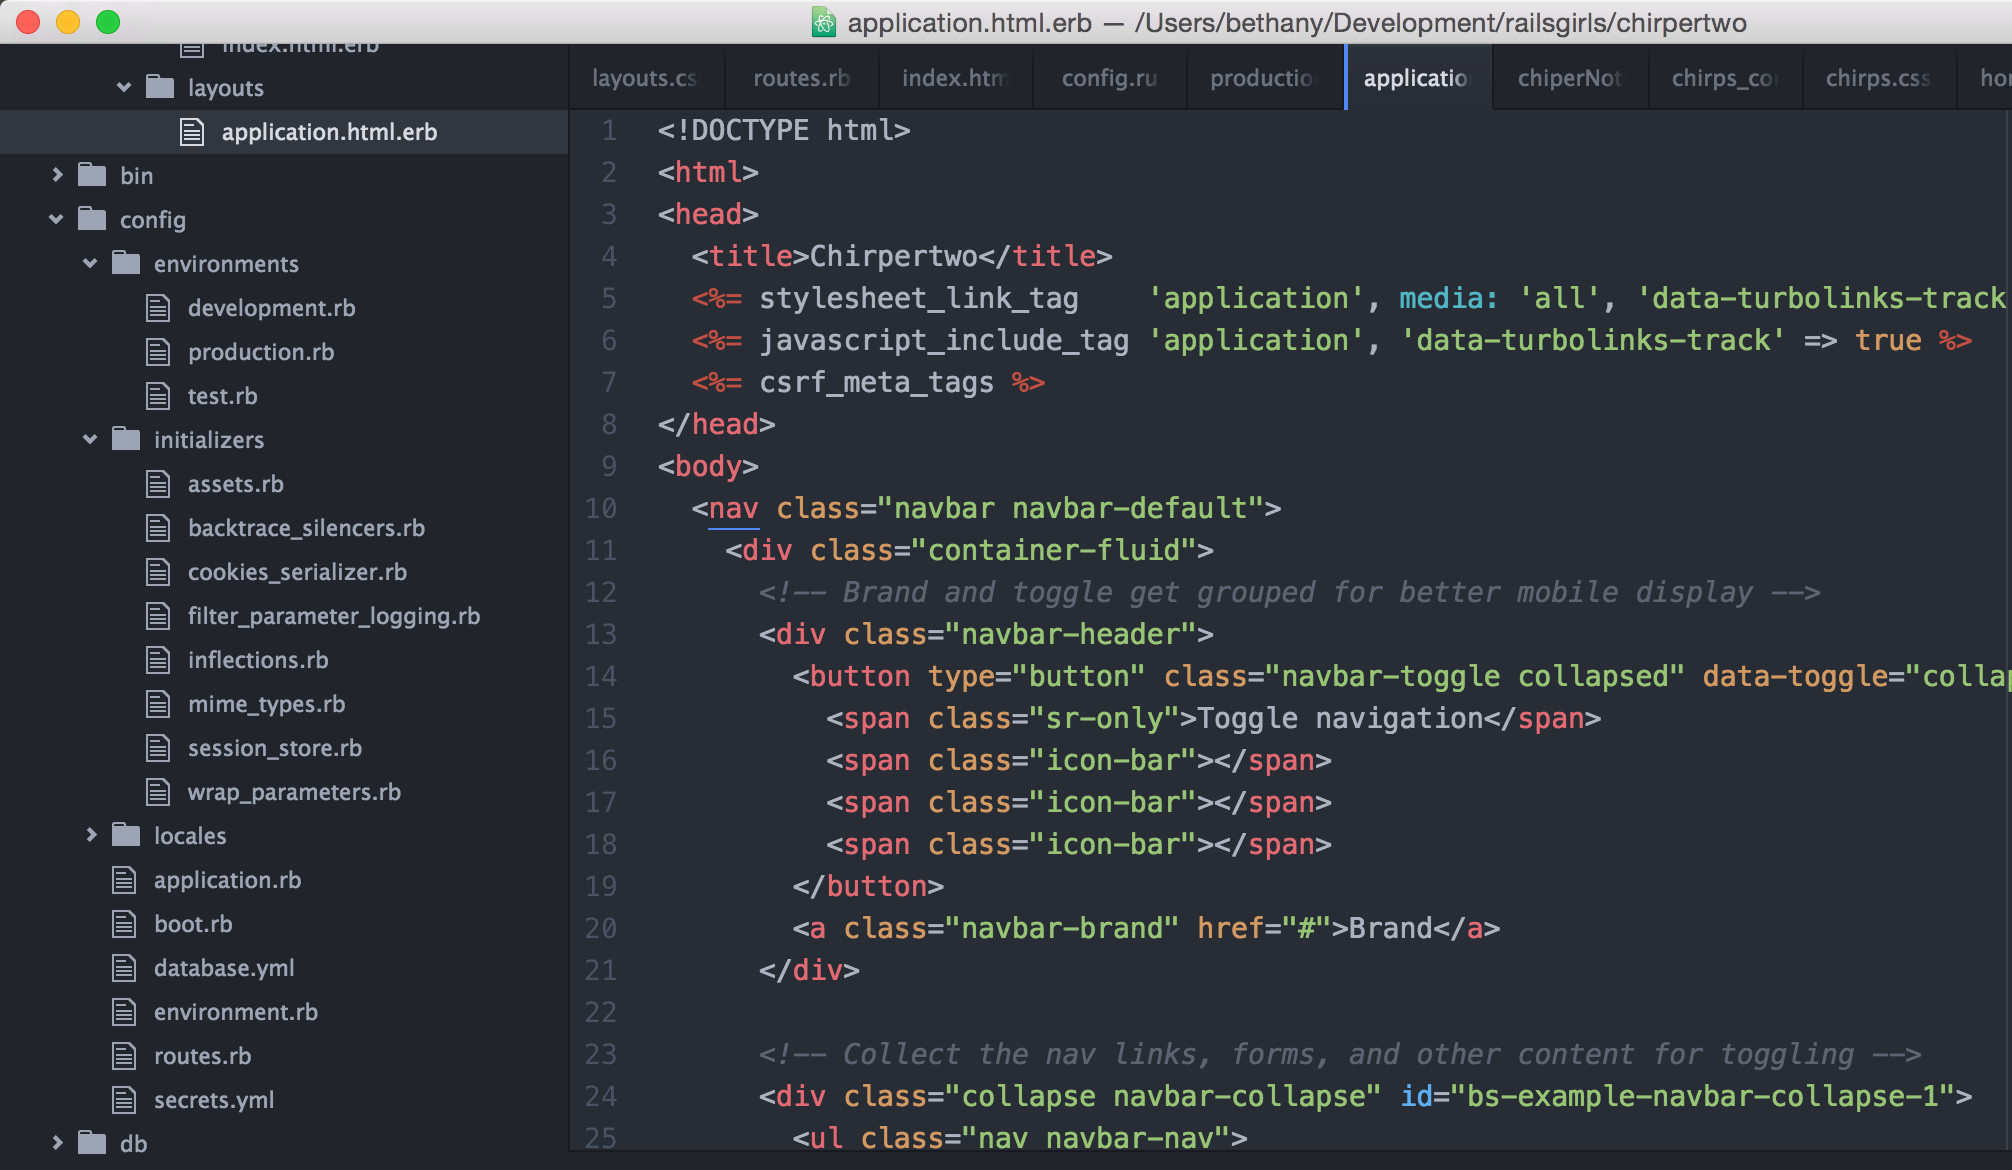 application.html.erb — /Users/bethany/Development/railsgirls/chirpertwo
index.html.erb
layouts
application.html.erb
bin
config
environments
development.rb
production.rb
test.rb
initializers
assets.rb
backtrace_silencers.rb
cookies_serializer.rb
filter_parameter_logging.rb
inflections.rb
mime_types.rb
session_store.rb
wrap_parameters.rb
locales
application.rb
boot.rb
database.yml
environment.rb
routes.rb
secrets.yml
db
layouts.cs routes.rb index.htm config.ru productio applicatio chiperNot chirps_co chirps.css hor
1 <!DOCTYPE html>
2 <html>
3 <head>
4 <title>Chirpertwo</title>
5 <%= stylesheet_link_tag    'application', media: 'all', 'data-turbolinks-track
6 <%= javascript_include_tag 'application', 'data-turbolinks-track' => true %>
7 <%= csrf_meta_tags %>
8 </head>
9 <body>
10 <nav class="navbar navbar-default">
11 <div class="container-fluid">
12 <!-- Brand and toggle get grouped for better mobile display -->
13 <div class="navbar-header">
14 <button type="button" class="navbar-toggle collapsed" data-toggle="collap
15 <span class="sr-only">Toggle navigation</span>
16 <span class="icon-bar"></span>
17 <span class="icon-bar"></span>
18 <span class="icon-bar"></span>
19 </button>
20 <a class="navbar-brand" href="#">Brand</a>
21 </div>
22
23 <!-- Collect the nav links, forms, and other content for toggling -->
24 <div class="collapse navbar-collapse" id="bs-example-navbar-collapse-1">
25 <ul class="nav navbar-nav">